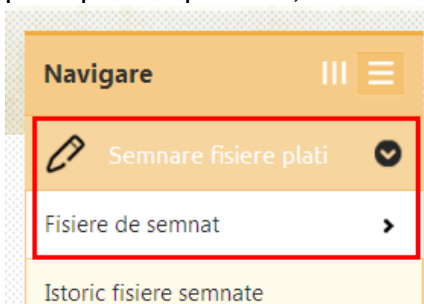 Navigare
Semnare fisiere plati
Fisiere de semnat
Istoric fisiere semnate